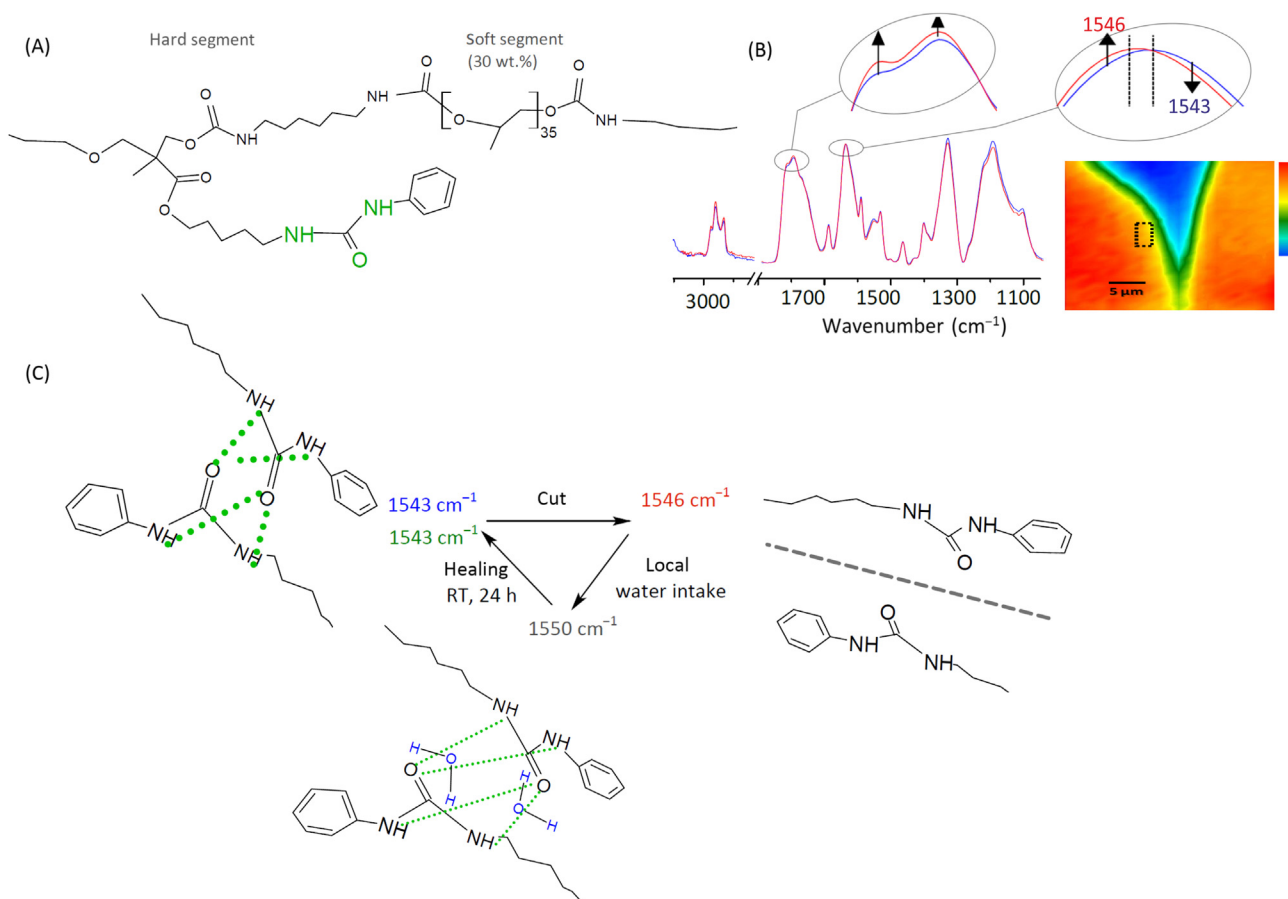 (A)
Hard segment
Soft segment
(30 wt.%)
O
NH
O
O
NH
35
O
NH
O
O
O
NH
O
O
NH
NH
O
(B)
1546
1543
5 µm
3000
1700
1500
1300
1100
Wavenumber (cm⁻¹)
(C)
NH
O
NH
O
NH
NH
1543 cm⁻¹
1543 cm⁻¹
Cut
1546 cm⁻¹
Healing
RT, 24 h
Local
water intake
1550 cm⁻¹
NH
NH
O
O
NH
NH
NH
NH
H
O
H
O
H
O
O
H
NH
NH